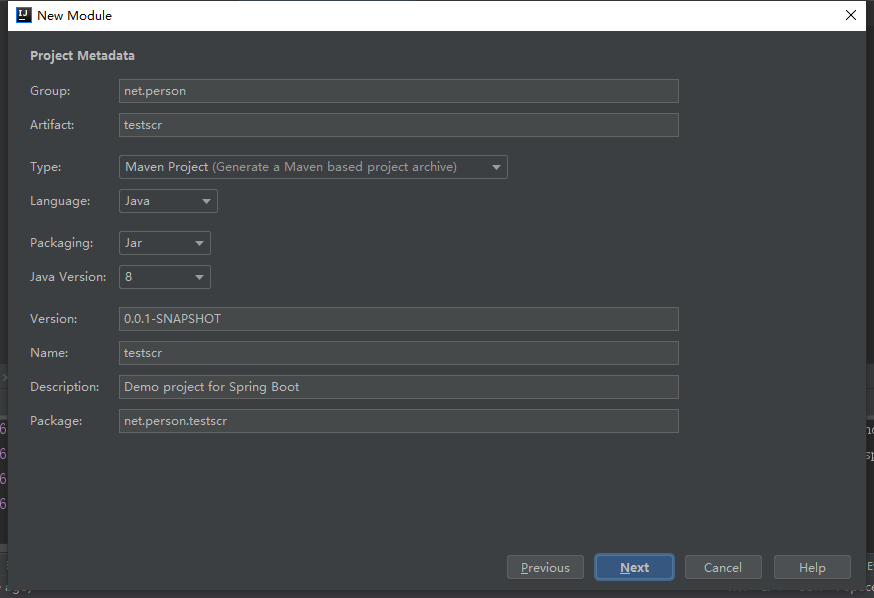 New Module
Project Metadata
Group: net.person
Artifact: testscr
Type: Maven Project (Generate a Maven based project archive)
Language: Java
Packaging: Jar
Java Version: 8
Version: 0.0.1-SNAPSHOT
Name: testscr
Description: Demo project for Spring Boot
Package: net.person.testscr
Previous Next Cancel Help